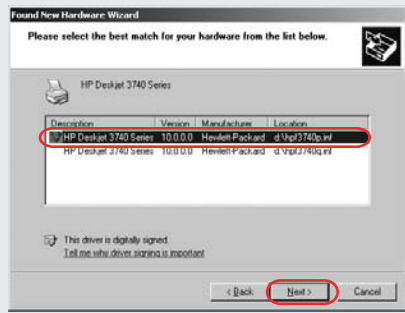 Found New Hardware Wizard
Please select the best match for your hardware from the list below.
HP Deskjet 3740 Series
Description Version Manufacturer Location
HP Deskjet 3740 Series 10.0.0.0 Hewlett-Packard d:\hpf3740p.inf
HP Deskjet 3740 Series 10.0.0.0 Hewlett-Packard d:\hpf3740q.inf
This driver is digitally signed.
Tell me why driver signing is important
< Back Next > Cancel